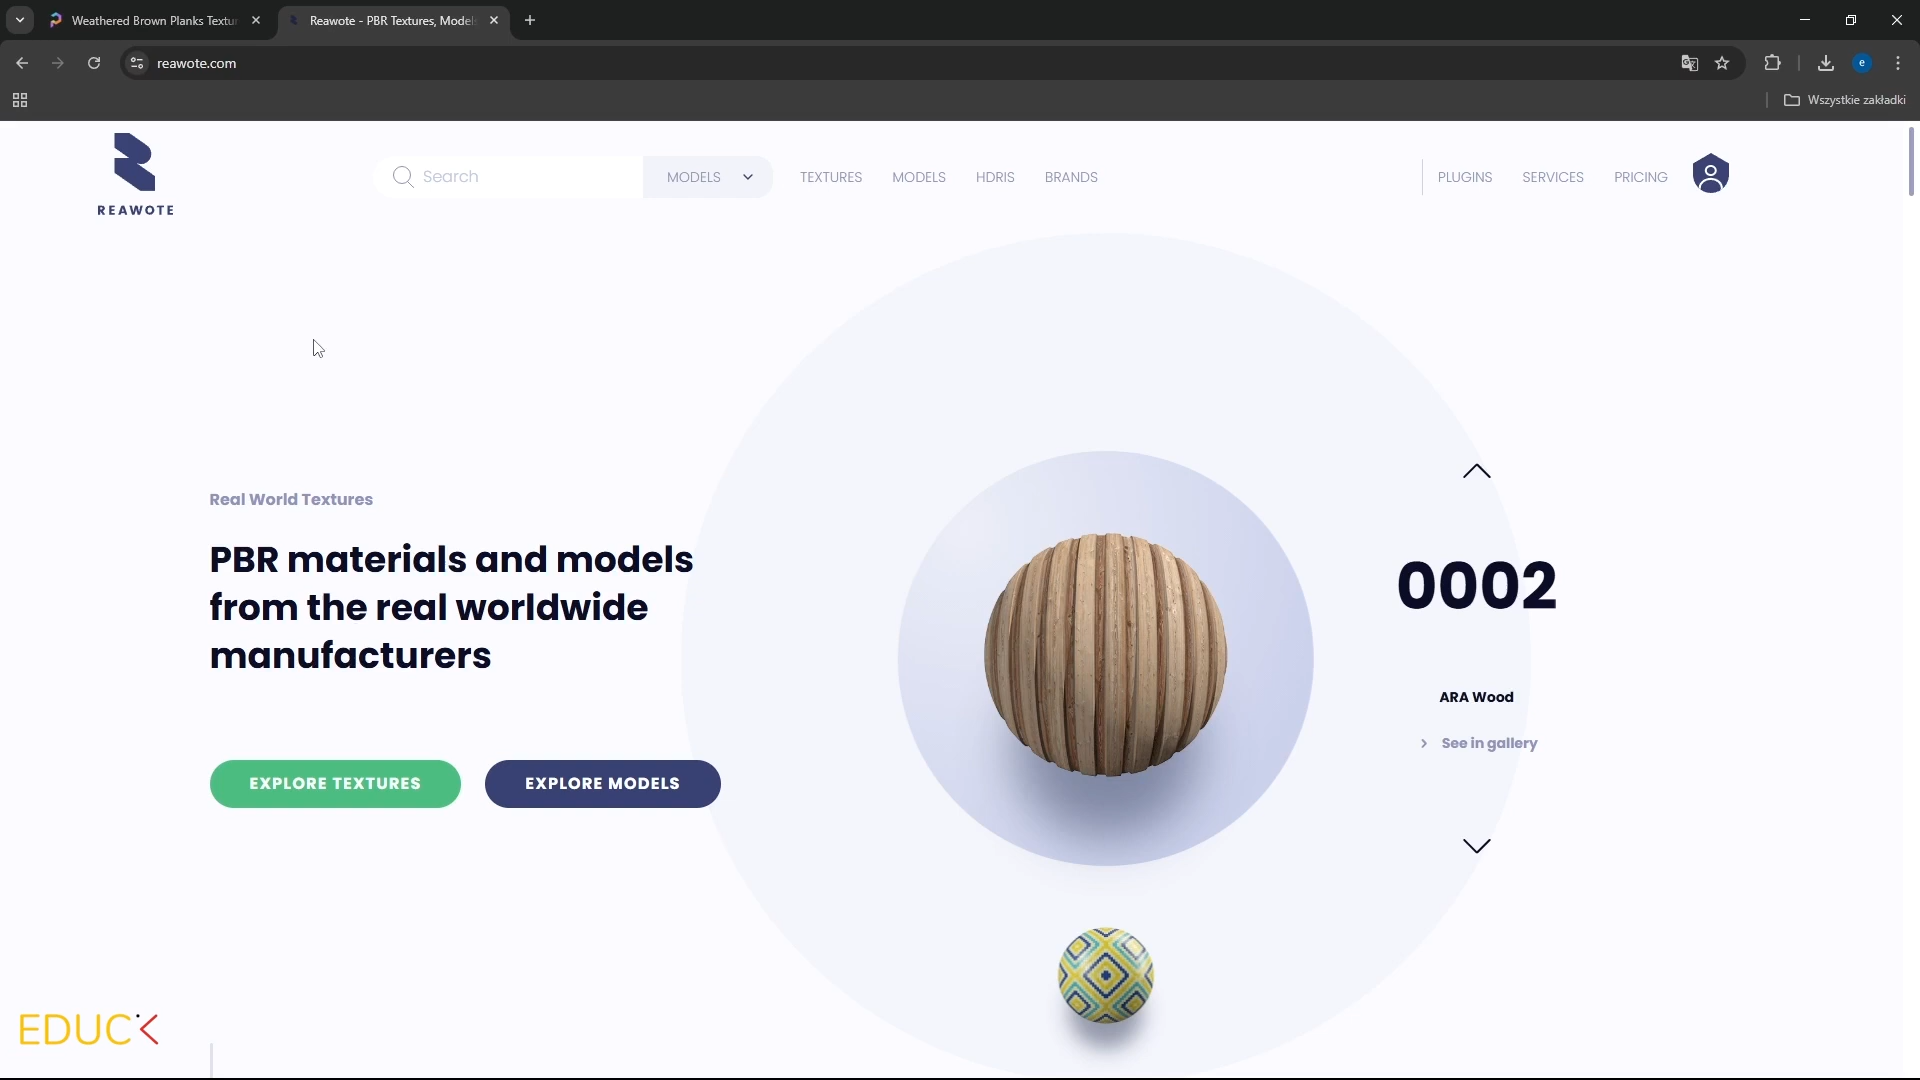 Weathered Brown Planks Textur
Reawote - PBR Textures, Models
reawote.com
Wszystkie zakładki
REAWOTE
Search
MODELS
TEXTURES
MODELS
HDRIS
BRANDS
PLUGINS
SERVICES
PRICING
Real World Textures
PBR materials and models
from the real worldwide
manufacturers
EXPLORE TEXTURES
EXPLORE MODELS
0002
ARA Wood
See in gallery
e
EDUC